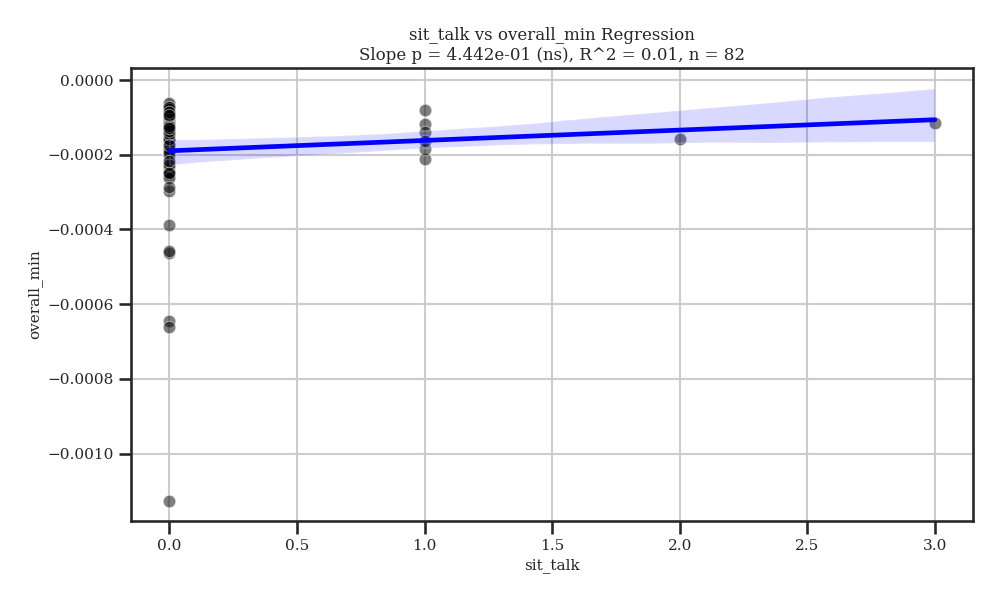 sit_talk vs overall_min Regression
Slope p = 4.442e-01 (ns), R^2 = 0.01, n = 82
0.0000
−0.0002
−0.0004
−0.0006
−0.0008
−0.0010
overall_min
0.0 0.5 1.0 1.5 2.0 2.5 3.0
sit_talk